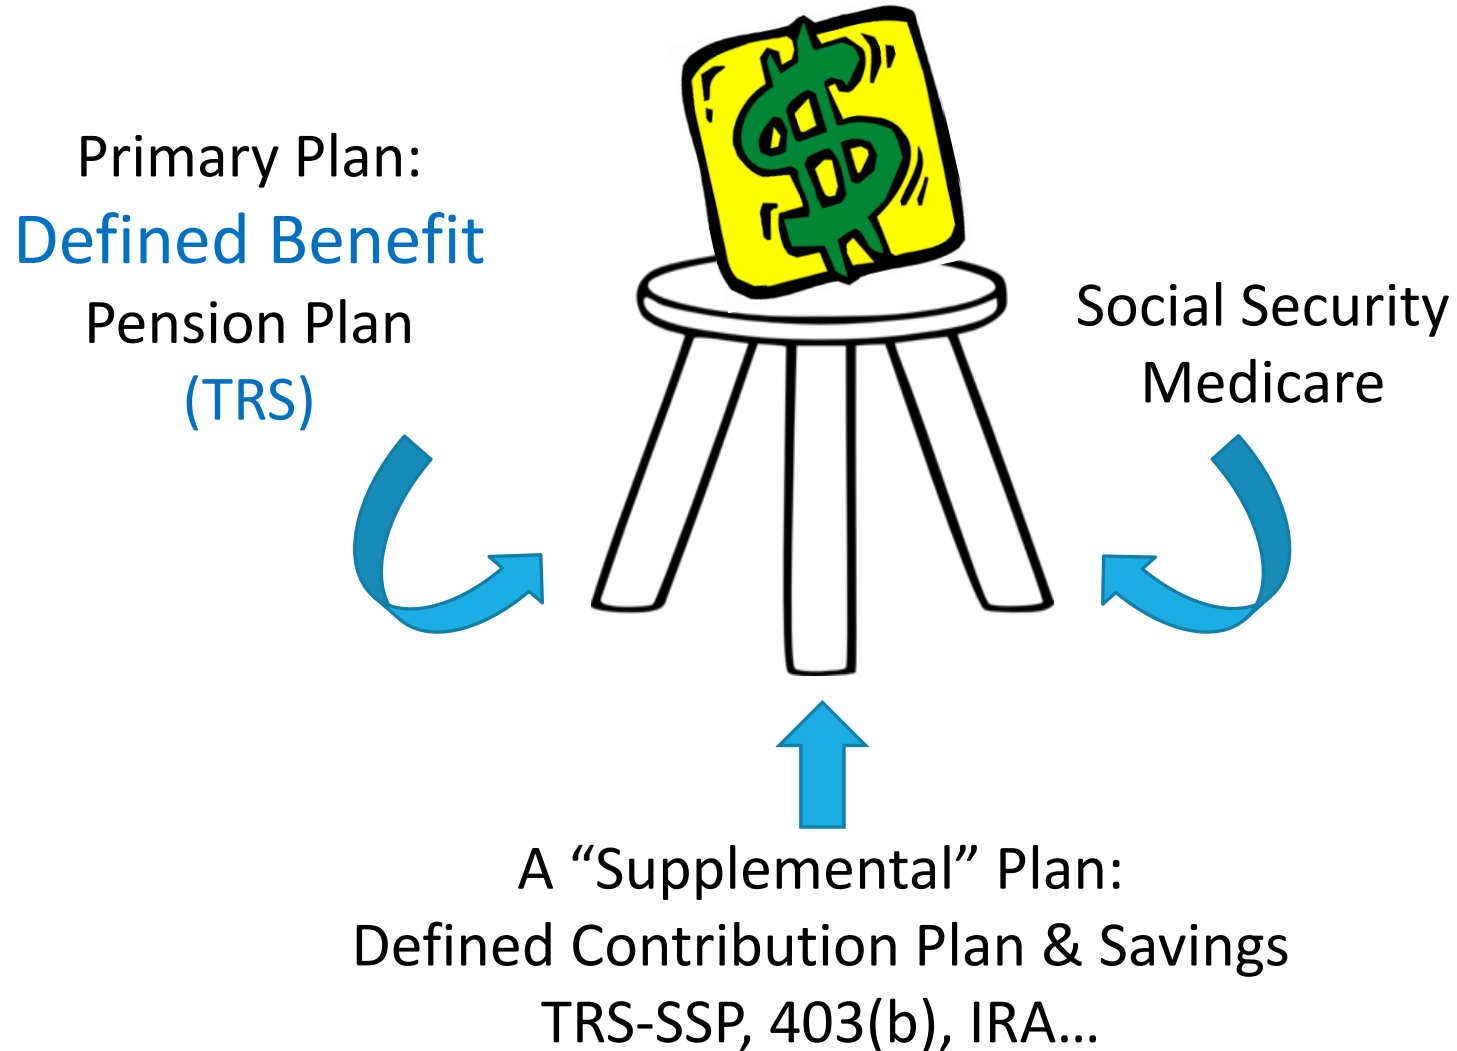 Primary Plan:
Defined Benefit
Pension Plan
(TRS)
$
Social Security
Medicare
A “Supplemental” Plan:
Defined Contribution Plan & Savings
TRS-SSP, 403(b), IRA…